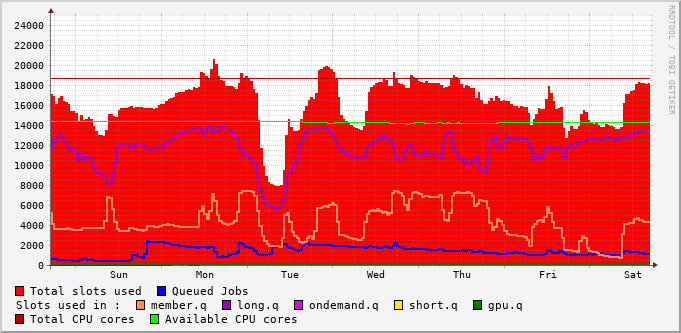 RRDTOOL / TOBI OETIKER
24000
22000
20000
18000
16000
14000
12000
10000
8000
6000
4000
2000
0
Sun Mon Tue Wed Thu Fri Sat
Total slots used Queued Jobs
Slots used in : member.q long.q ondemand.q short.q gpu.q
Total CPU cores Available CPU cores